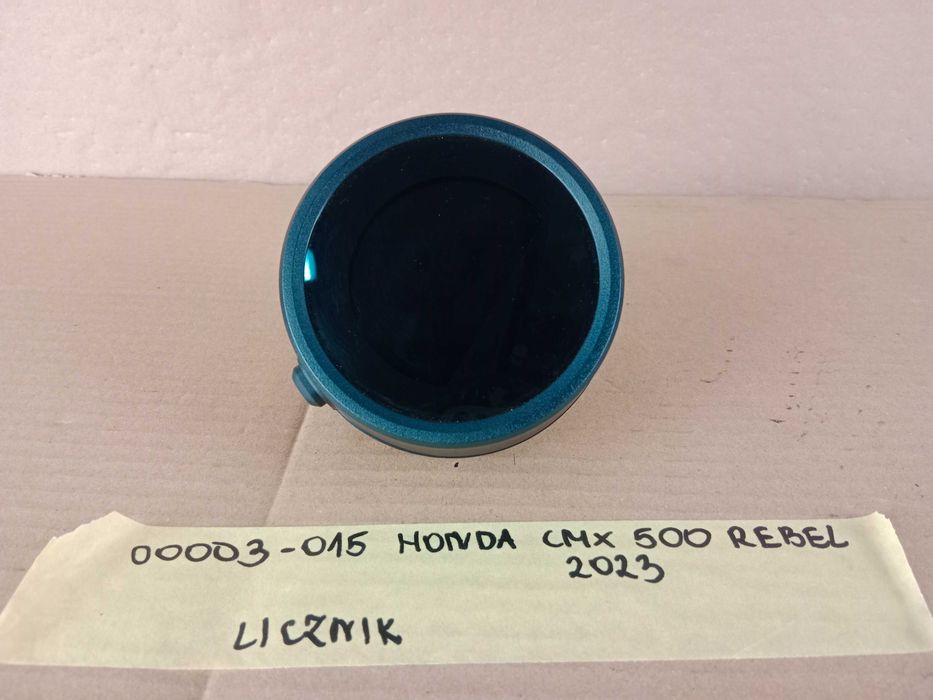 00003-015 HONDA CMX 500 REBEL
2023
LICZNIK